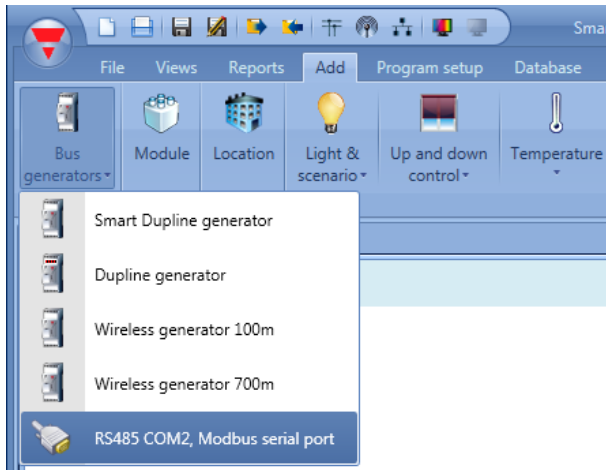 Sma
File Views Reports Add Program setup Database
Bus generators Module Location Light & scenario Up and down control Temperature
Smart Dupline generator
Dupline generator
Wireless generator 100m
Wireless generator 700m
RS485 COM2, Modbus serial port